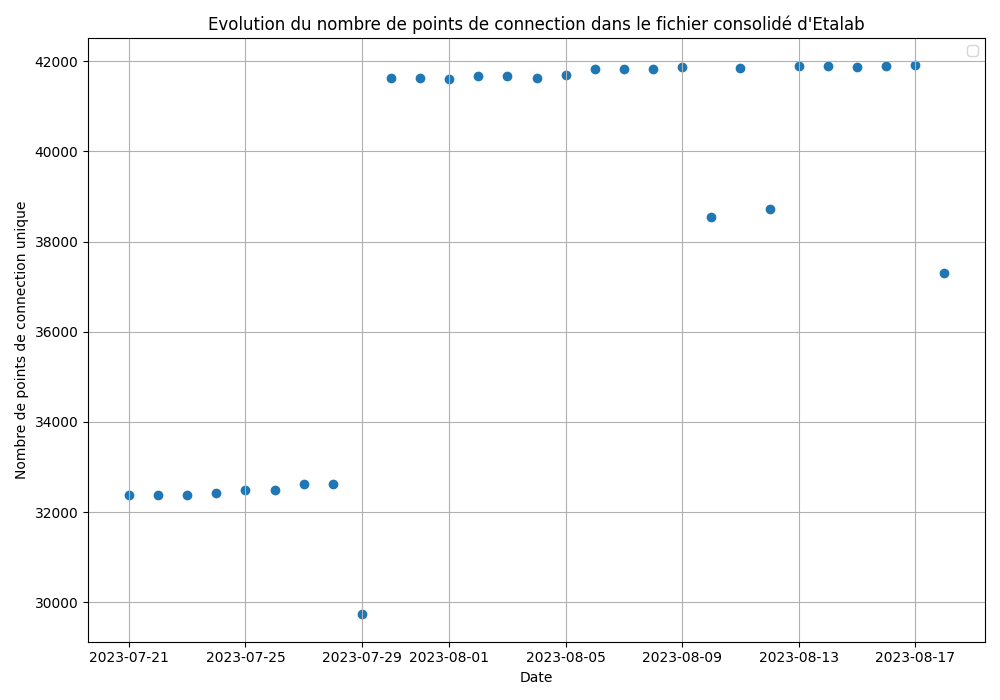 Evolution du nombre de points de connection dans le fichier consolidé d'Etalab
Nombre de points de connection unique
42000
40000
38000
36000
34000
32000
30000
2023-07-21 2023-07-25 2023-07-29 2023-08-01 2023-08-05 2023-08-09 2023-08-13 2023-08-17
Date